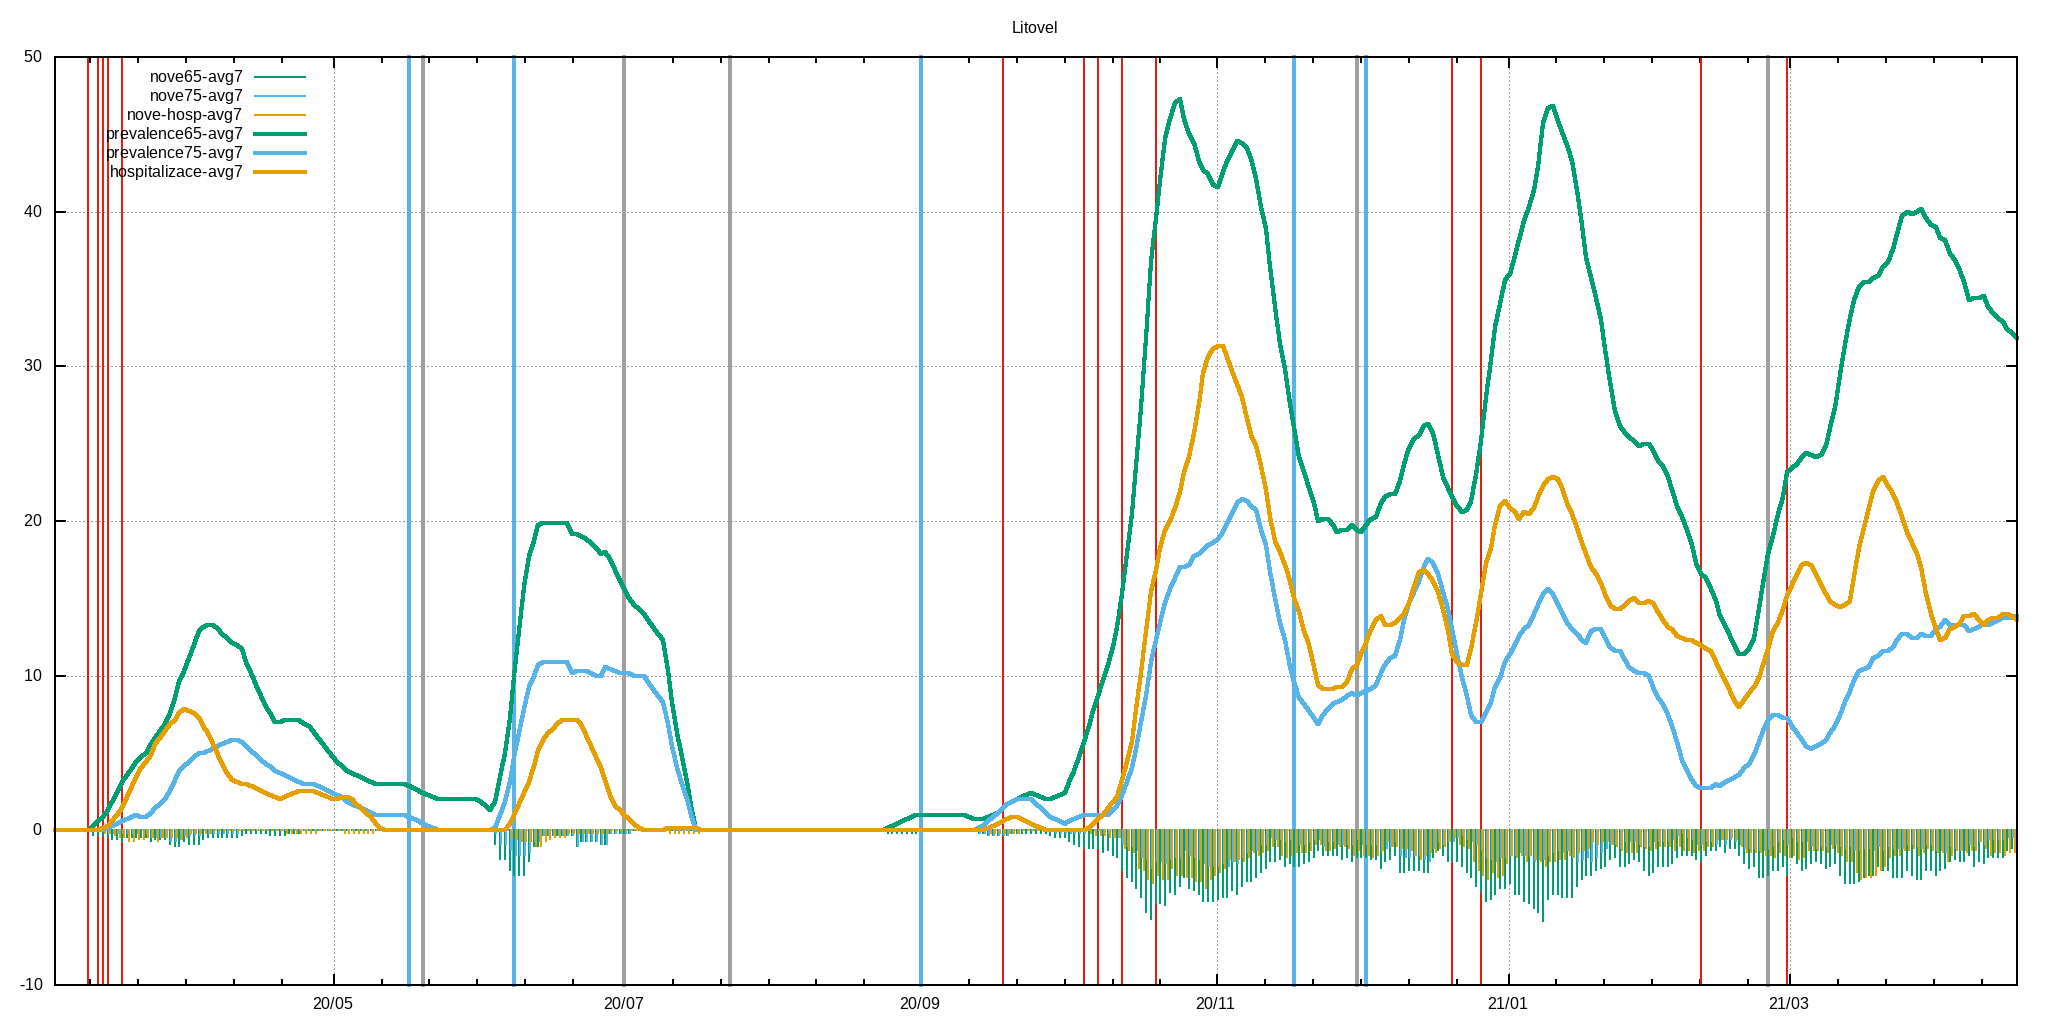 Litovel
50
nove65-avg7
nove75-avg7
nove-hosp-avg7
prevalence65-avg7
prevalence75-avg7
hospitalizace-avg7
40
30
20
10
0
-10
20/05
20/07
20/09
20/11
21/01
21/03